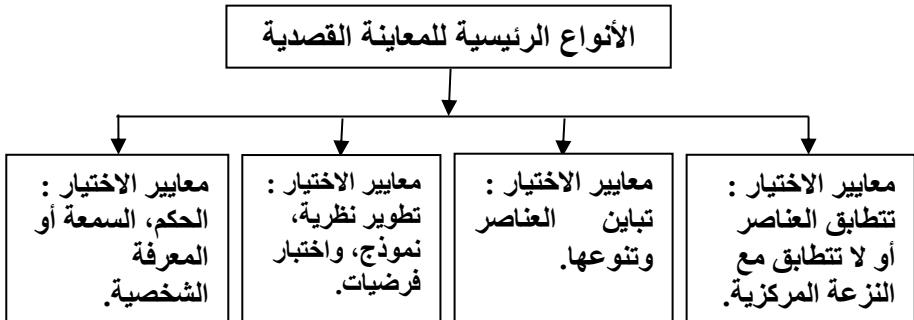 الأنواع الرئيسية للمعاينة القصدية
معايير الاختيار :
تتطابق العناصر
أو لا تتطابق مع
النزعة المركزية.
معايير الاختيار :
تباين العناصر
وتنوعها.
معايير الاختيار :
تطوير نظرية،
نموذج، واختبار
فرضيات.
معايير الاختيار :
الحكم، السمعة أو
المعرفة
الشخصية.